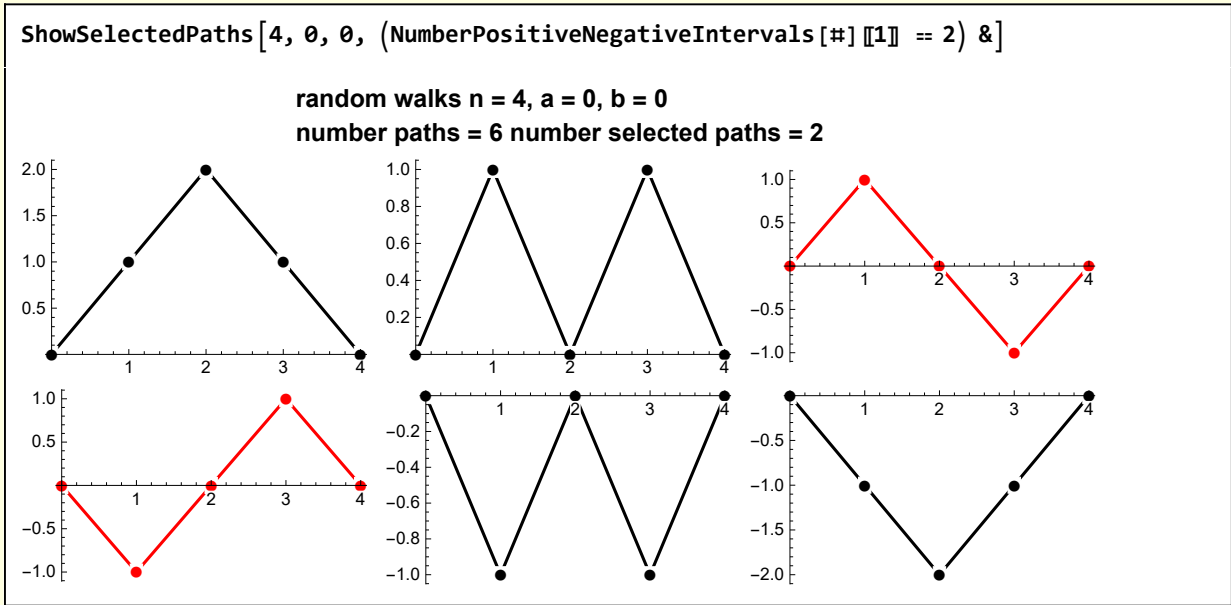 ShowSelectedPaths[4, 0, 0, (NumberPositiveNegativeIntervals[#]〚1〛 == 2) &]
random walks n = 4, a = 0, b = 0
number paths = 6 number selected paths = 2
2.0
1.5
1.0
0.5
1 2 3 4
1.0
0.8
0.6
0.4
0.2
1 2 3 4
1.0
0.5
1 2 3 4
−0.5
−1.0
1.0
0.5
1 2 3 4
−0.5
−1.0
1 2 3 4
−0.2
−0.4
−0.6
−0.8
−1.0
1 2 3 4
−0.5
−1.0
−1.5
−2.0